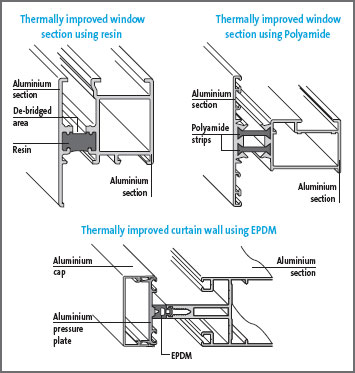 Thermally improved window
section using resin
Aluminium
section
De-bridged
area
Resin
Aluminium
section
Thermally improved window
section using Polyamide
Aluminium
section
Polyamide
strips
Aluminium
section
Thermally improved curtain wall using EPDM
Aluminium
cap
Aluminium
section
Aluminium
pressure
plate
EPDM